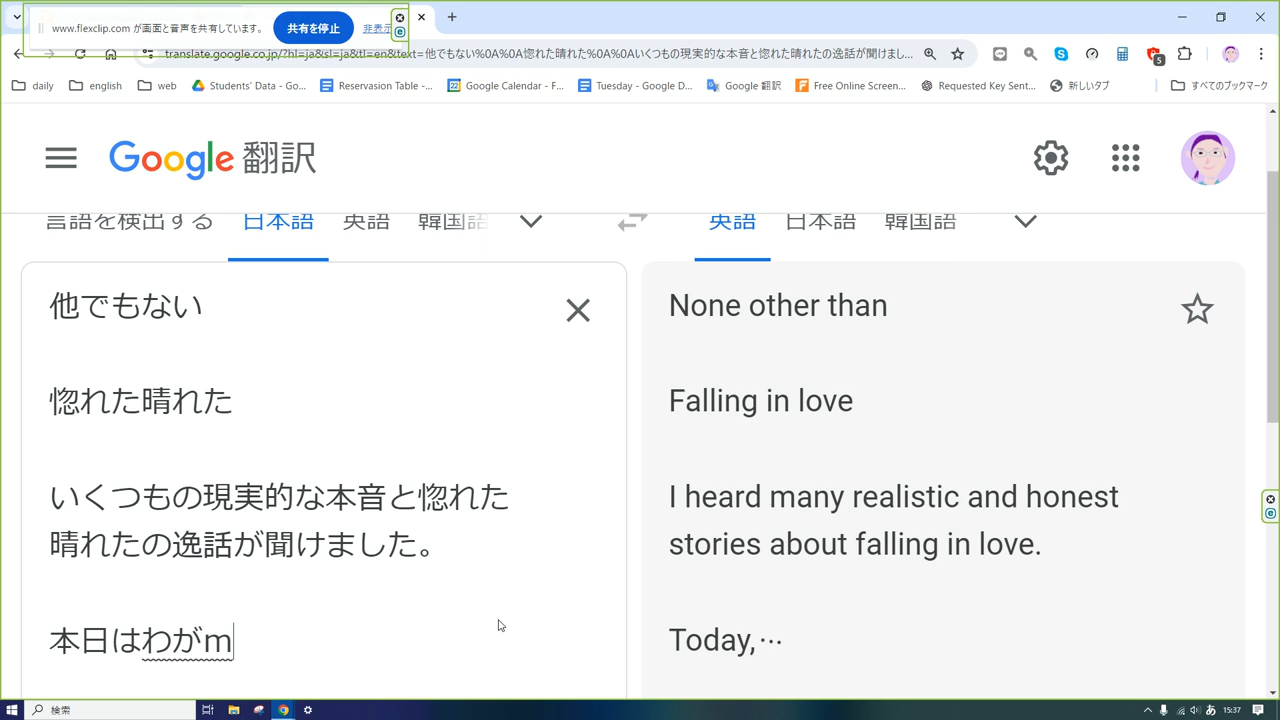 www.flexclip.com が画面と音声を共有しています。 共有を停止 非表示
translate.google.co.jp/?hl=ja&sl=ja&tl=en&text=他でもない%0A%0A惚れた晴れた%0A%0Aいくつもの現実的な本音と惚れた晴れたの逸話が聞けまし...
5
daily english web Students' Data - Go... Reservasion Table -... Google Calendar - F... Tuesday - Google D... Google 翻訳 Free Online Screen... Requested Key Sent... 新しいタブ すべてのブックマーク
Google 翻訳
言語を検出する 日本語 英語 韓国語 英語 日本語 韓国語
他でもない
None other than
惚れた晴れた
Falling in love
いくつもの現実的な本音と惚れた
晴れたの逸話が聞けました。
I heard many realistic and honest
stories about falling in love.
本日はわがｍ
Today,…
検索
あ 15:37